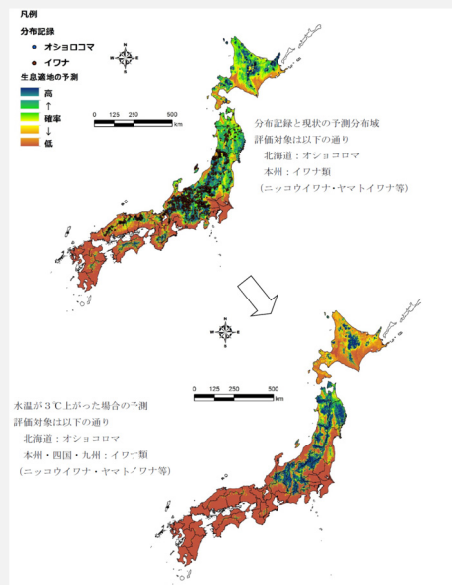 凡例
分布記録
オショロコマ
イワナ
生息適地の予測
高
↑
確率
↓
低
N
W E
S
0 125 250 500
km
分布記録と現状の予測分布域
評価対象は以下の通り
北海道：オショコロマ
本州：イワナ類
（ニッコウイワナ・ヤマトイワナ等）
N
W E
S
0 125 250 500
km
水温が３℃上がった場合の予測
評価対象は以下の通り
北海道：オショコロマ
本州・四国・九州：イワナ類
（ニッコウイワナ・ヤマトイワナ等）